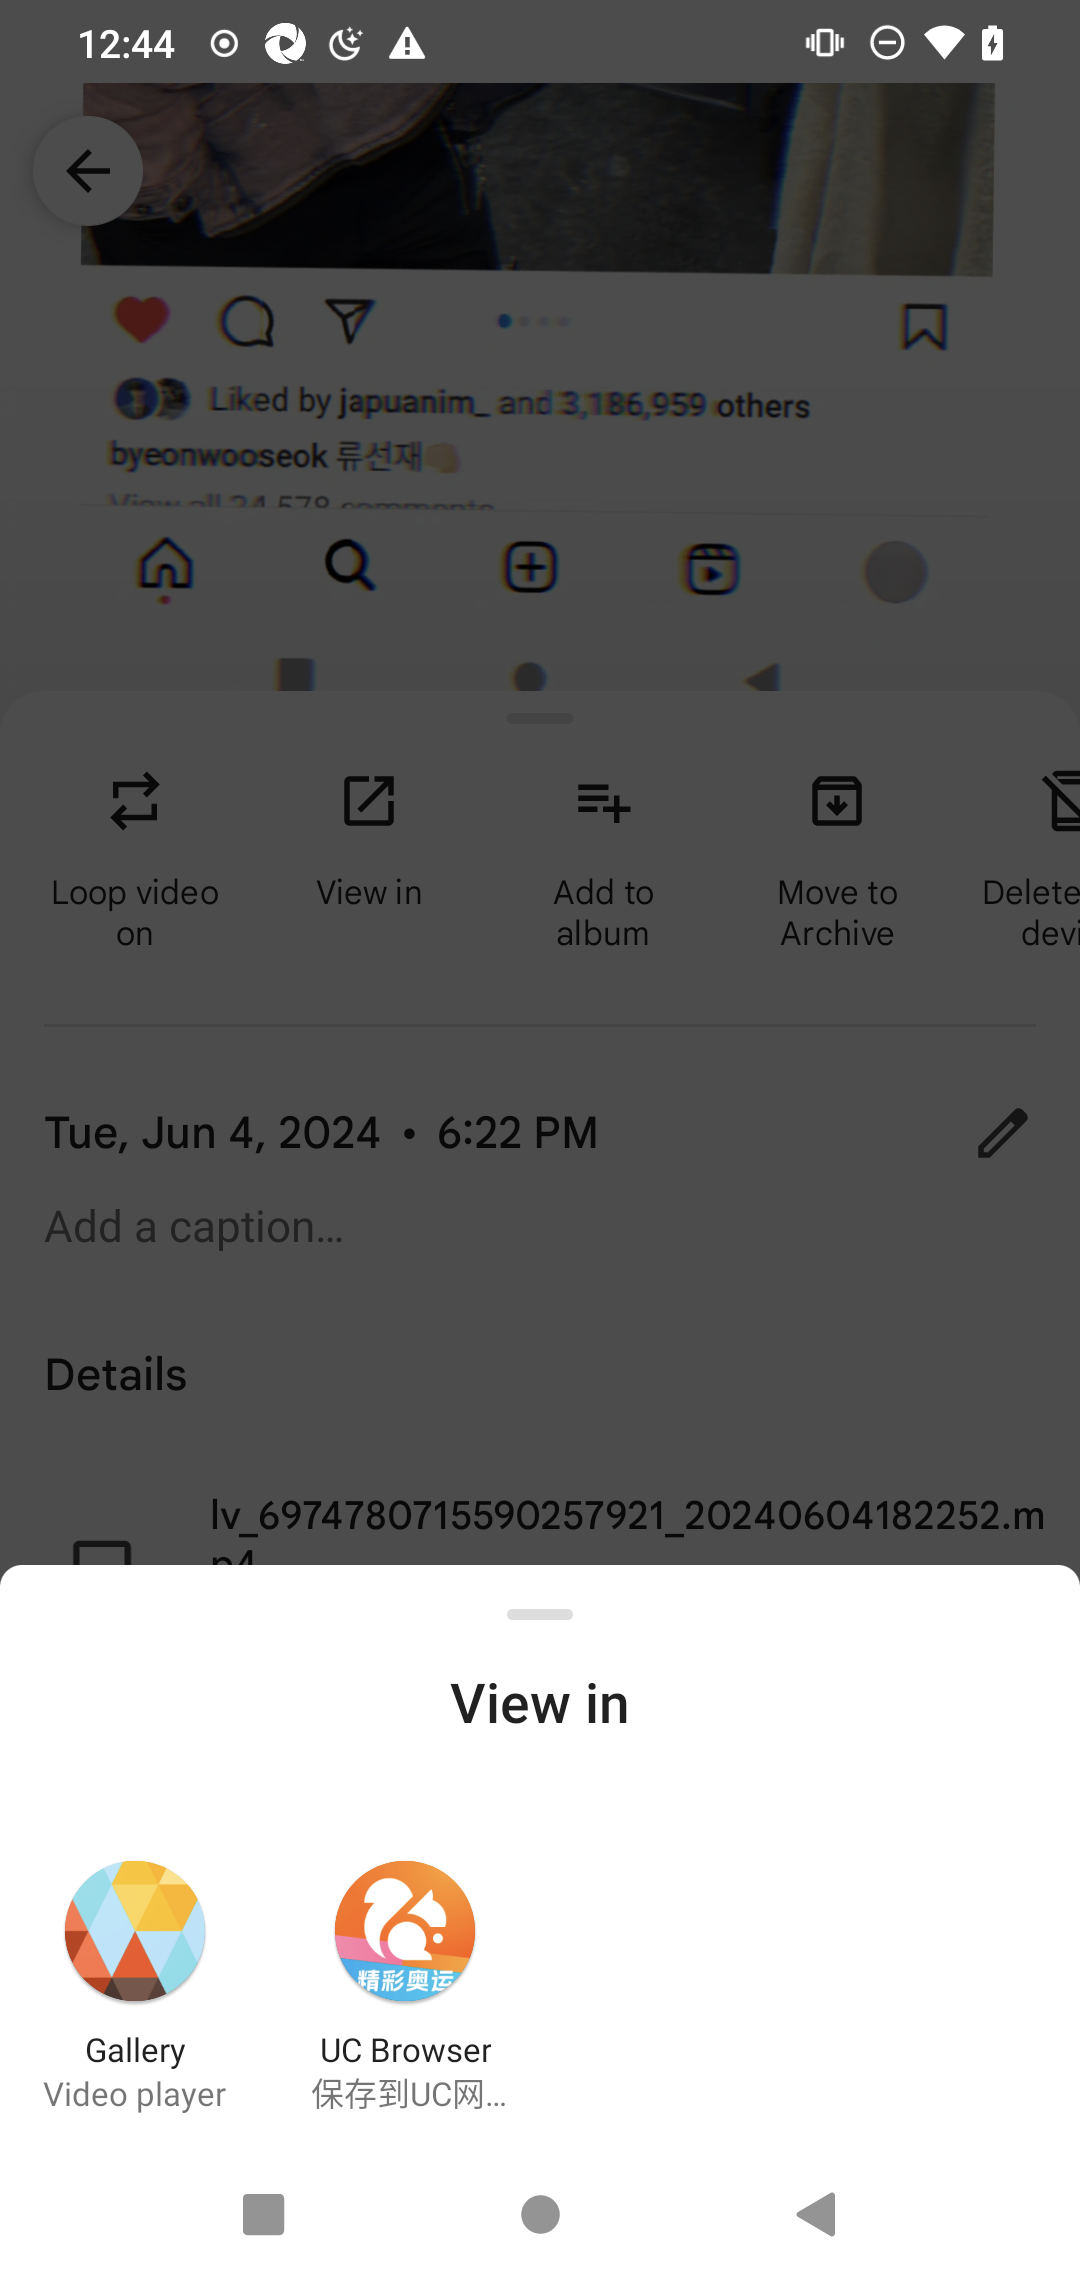 12:44
Liked by japuanim_ and 3,186,959 others
byeonwooseok 류선재
View all 34,578 comments
Loop video on
View in
Add to album
Move to Archive
Delete
devi
Tue, Jun 4, 2024 • 6:22 PM
Add a caption...
Details
lv_6974780715590257921_20240604182252.m
p4
View in
精彩奥运
Gallery
Video player
UC Browser
保存到UC网...